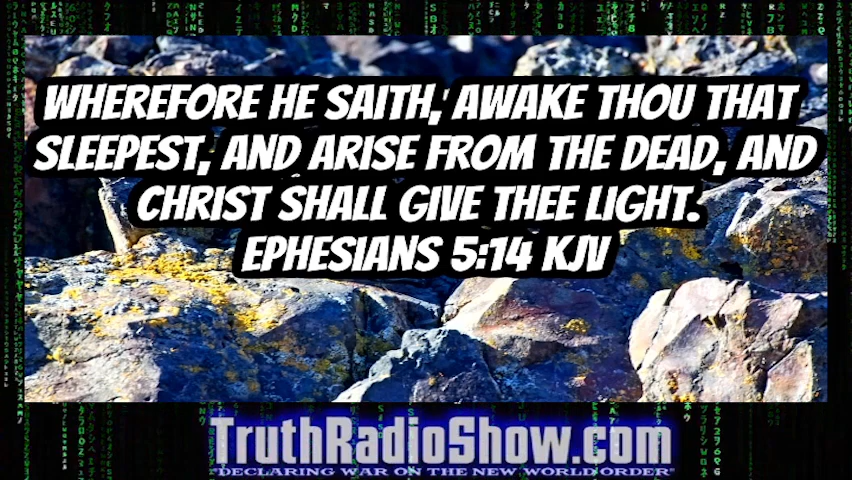 WHEREFORE HE SAITH, AWAKE THOU THAT
SLEEPEST, AND ARISE FROM THE DEAD, AND
CHRIST SHALL GIVE THEE LIGHT.
EPHESIANS 5:14 KJV
TruthRadioShow.com
"DECLARING WAR ON THE NEW WORLD ORDER"